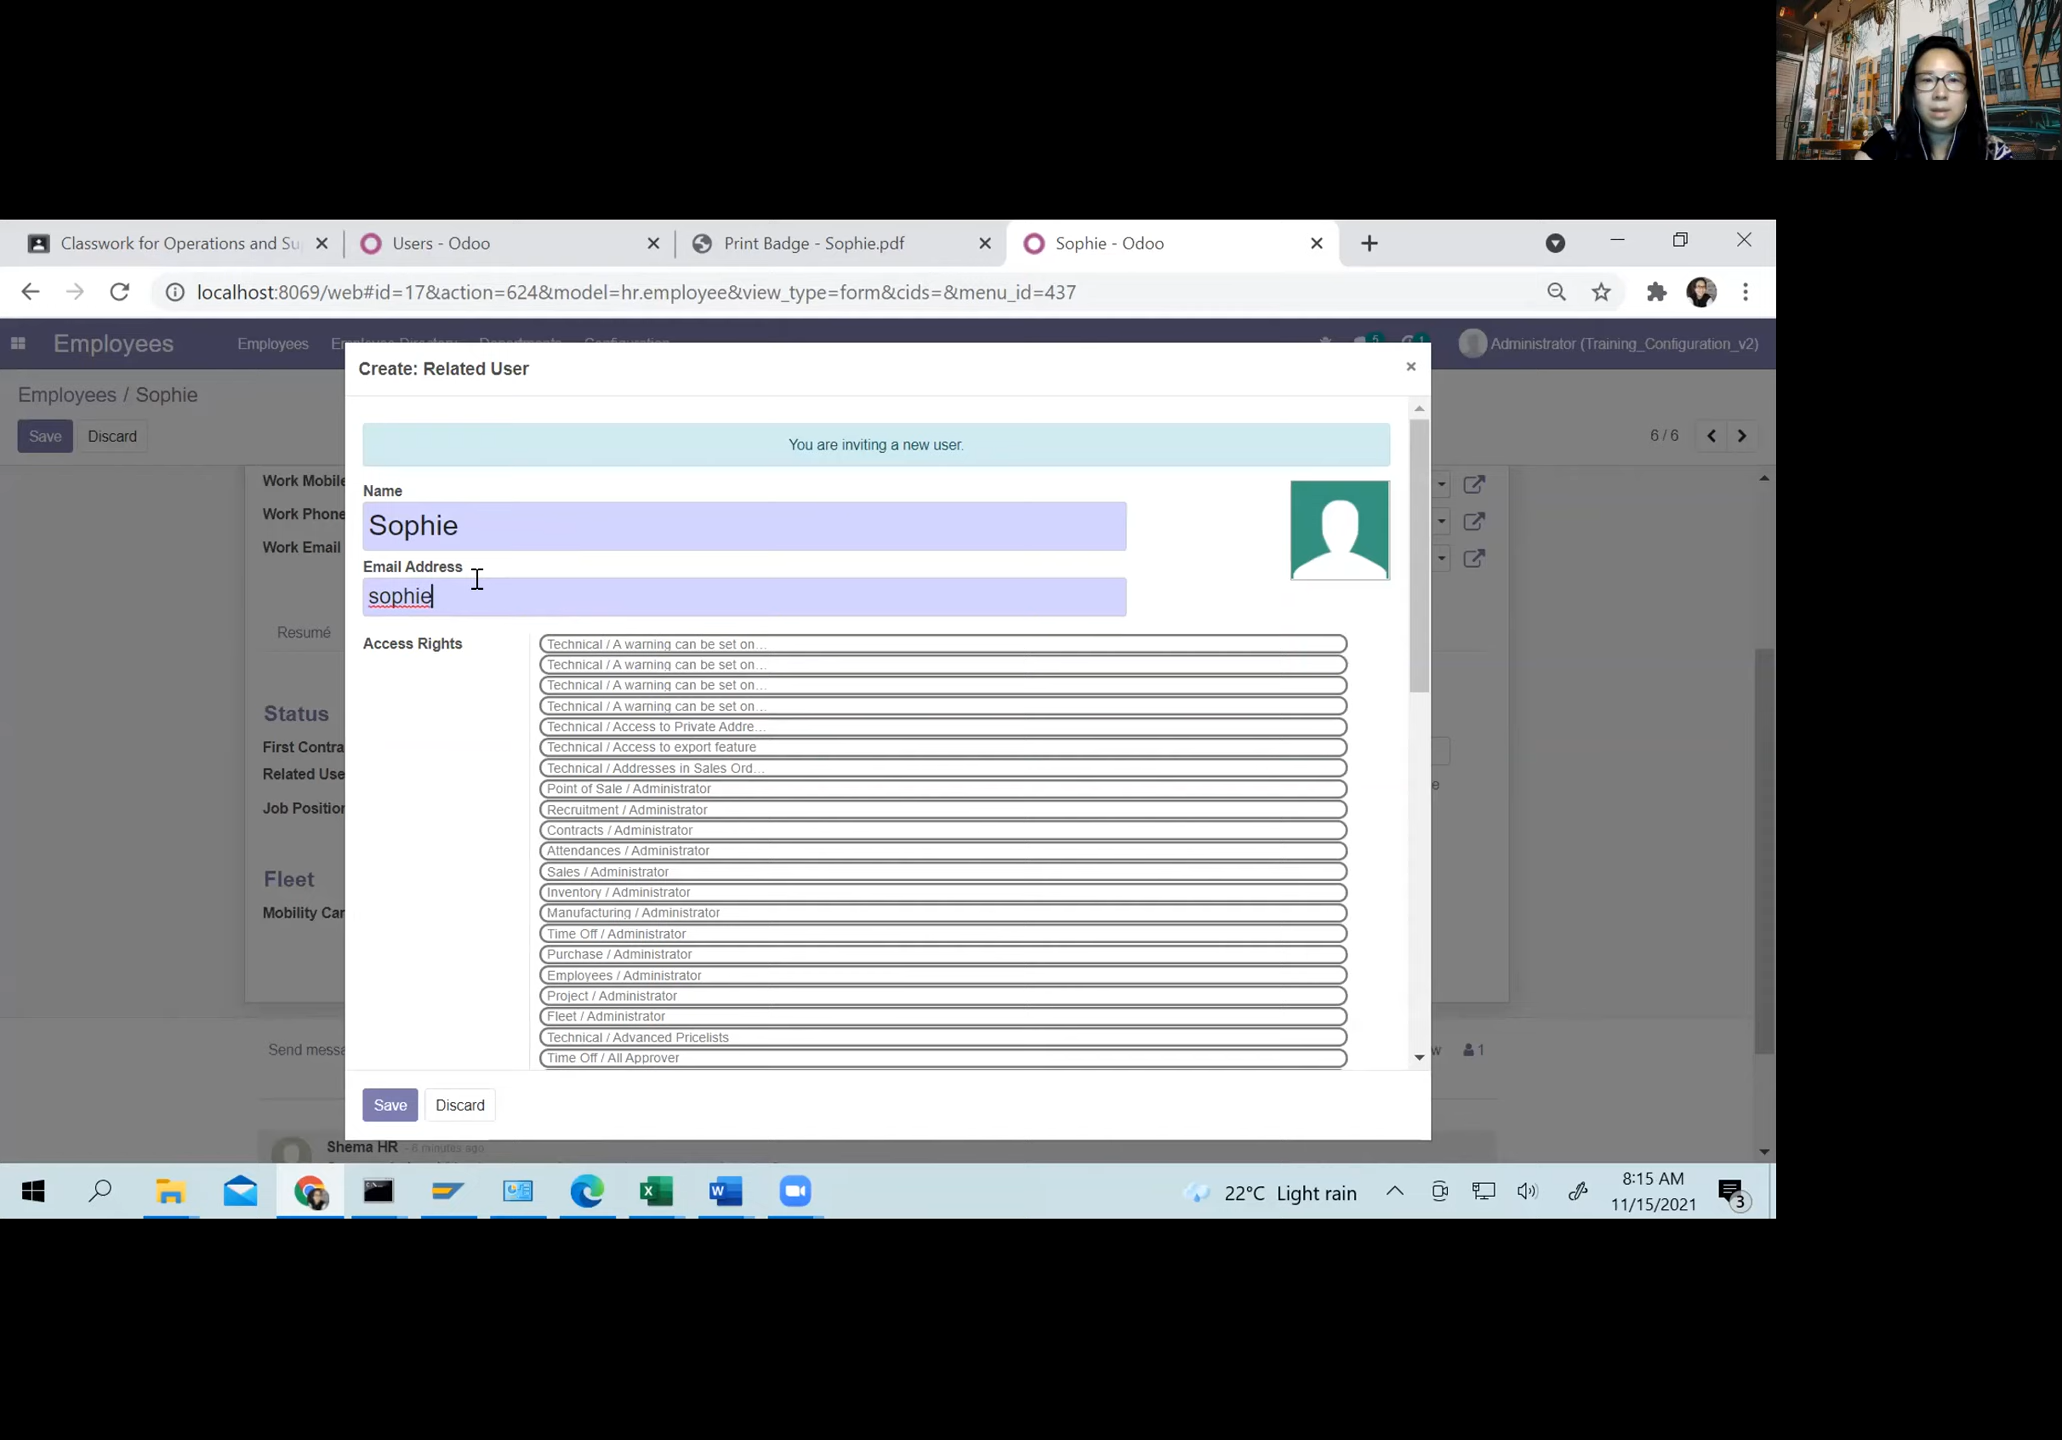 Classwork for Operations and Su
Users - Odoo
Print Badge - Sophie.pdf
Sophie - Odoo
localhost:8069/web#id=17&action=624&model=hr.employee&view_type=form&cids=&menu_id=437
Employees
Employees
Administrator (Training_Configuration_v2)
Employees / Sophie
Save
Discard
6 / 6
Create: Related User
You are inviting a new user.
Work Mobile
Work Phone
Work Email
Name
Sophie
Email Address
sophie
Resumé
Access Rights
Technical / A warning can be set on...
Technical / A warning can be set on...
Technical / A warning can be set on...
Technical / A warning can be set on...
Technical / Access to Private Addre...
Technical / Access to export feature
Technical / Addresses in Sales Ord...
Point of Sale / Administrator
Recruitment / Administrator
Contracts / Administrator
Attendances / Administrator
Sales / Administrator
Inventory / Administrator
Manufacturing / Administrator
Time Off / Administrator
Purchase / Administrator
Employees / Administrator
Project / Administrator
Fleet / Administrator
Technical / Advanced Pricelists
Time Off / All Approver
Status
First Contra
Related Use
Job Position
Fleet
Mobility Car
Send messa
w
1
Save
Discard
Shema HR - 6 minutes ago
22°C Light rain
8:15 AM
11/15/2021
3